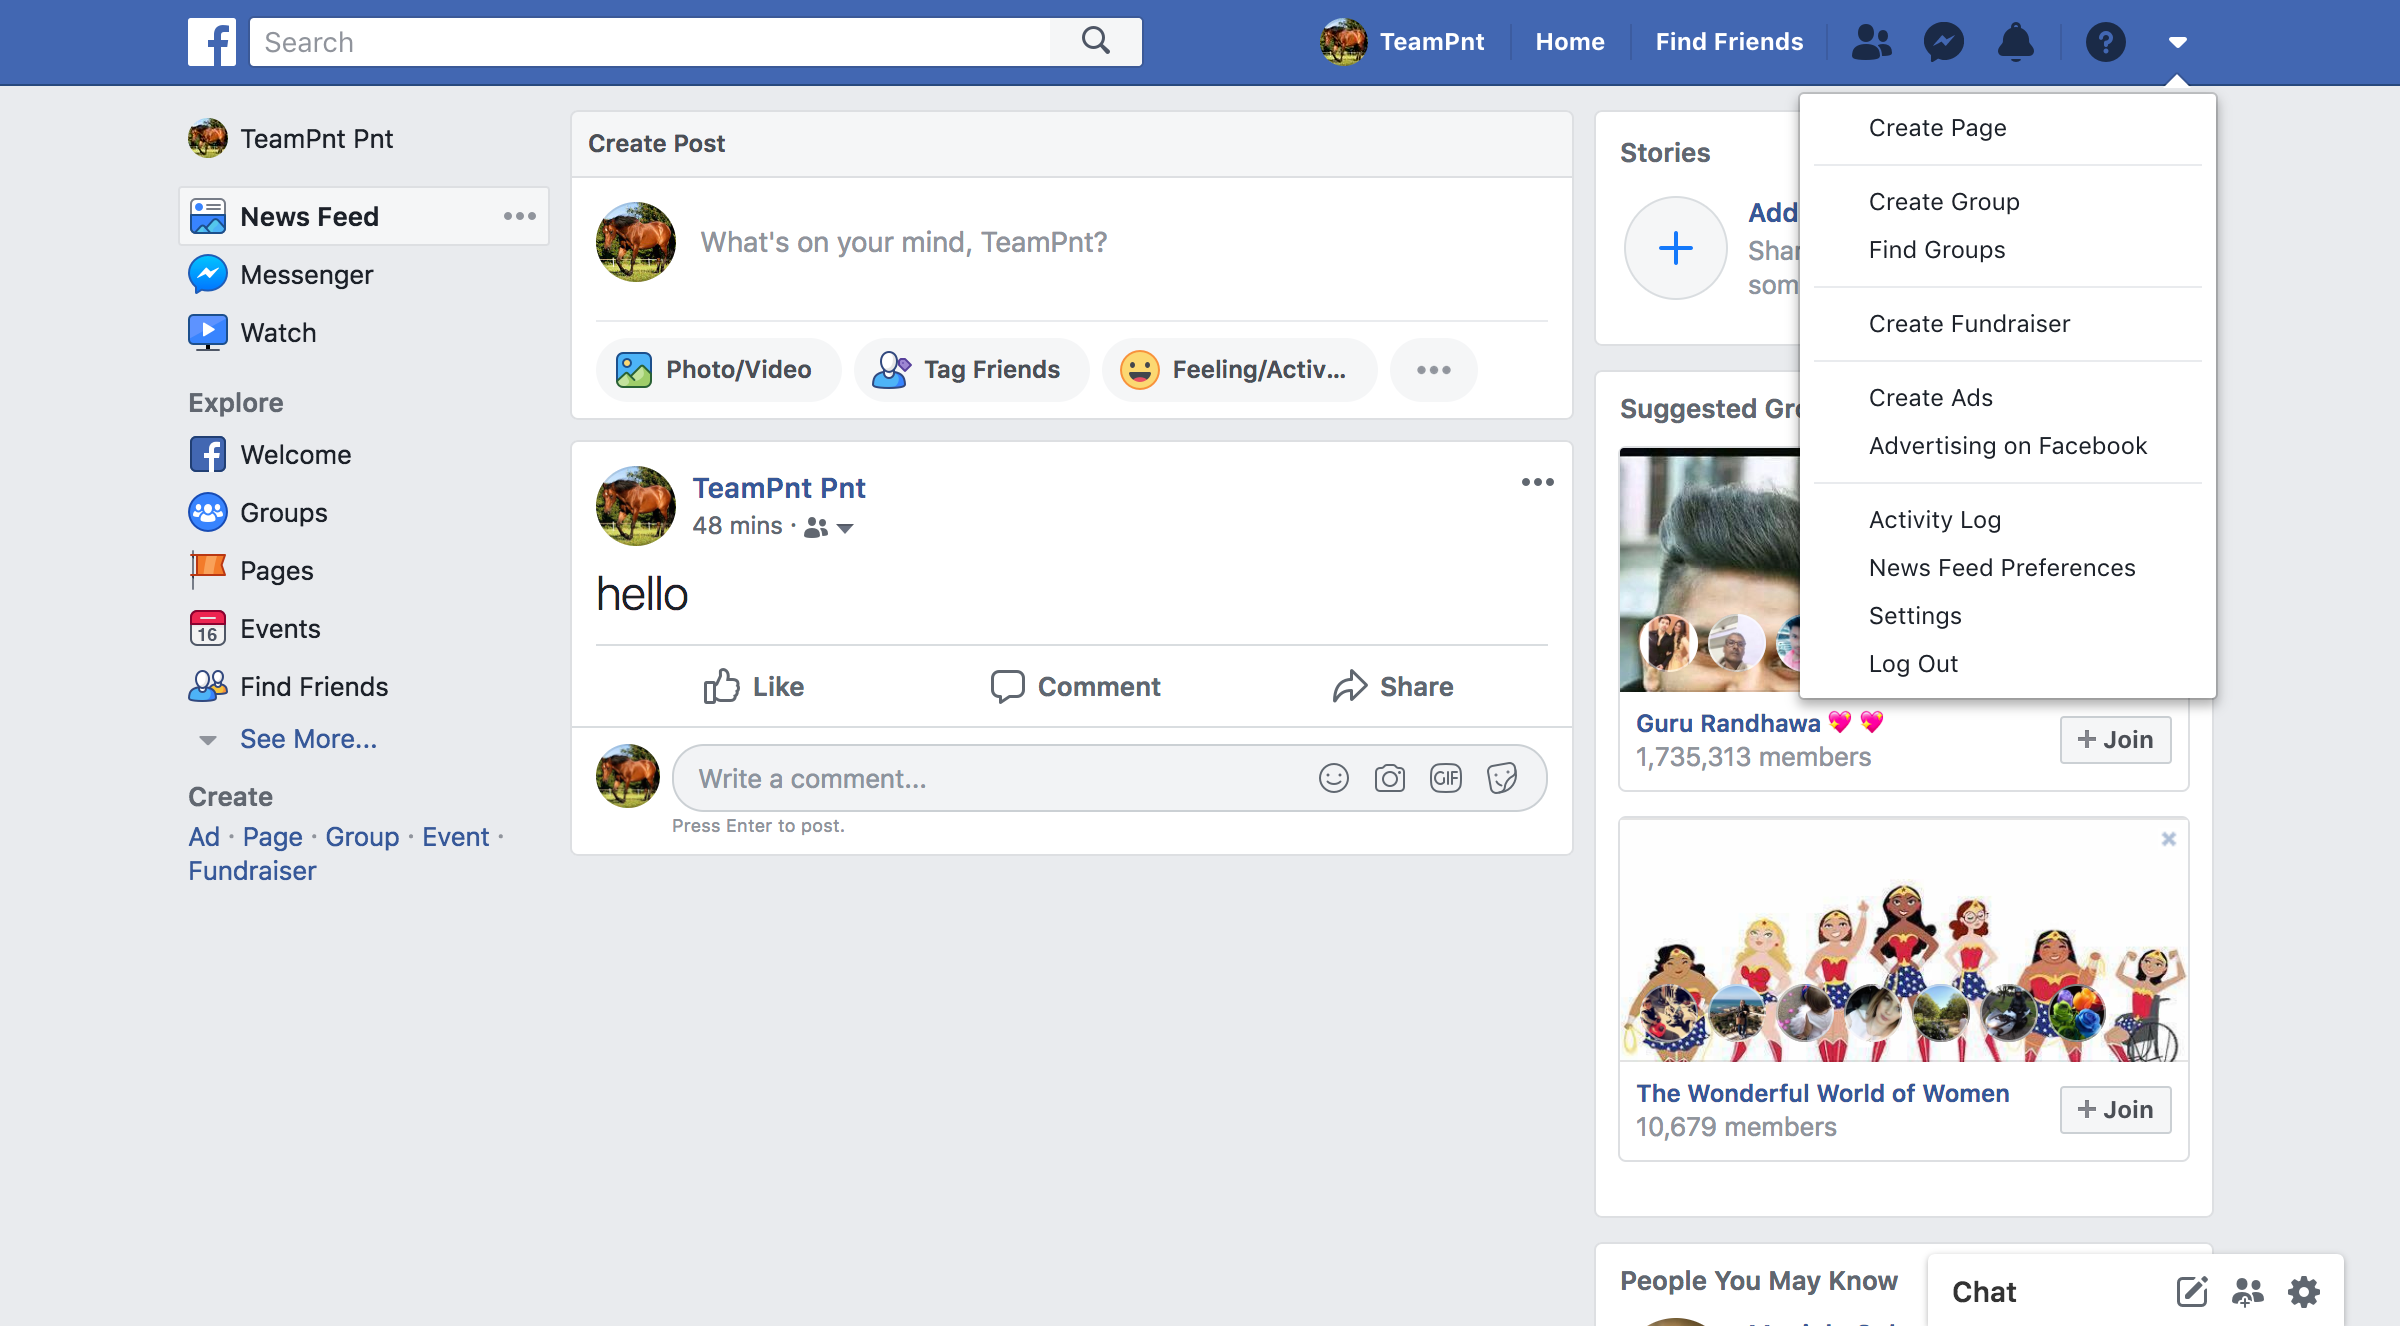 Search
TeamPnt
Home
Find Friends
TeamPnt Pnt
News Feed
Messenger
Watch
Explore
Welcome
Groups
Pages
16
Events
Find Friends
See More...
Create
Ad · Page · Group · Event ·
Fundraiser
Create Post
What's on your mind, TeamPnt?
Photo/Video
Tag Friends
Feeling/Activ...
TeamPnt Pnt
48 mins ·
hello
Like
Comment
Share
Write a comment...
GIF
Press Enter to post.
Stories
Add
Suggested
Guru Randhawa 💖 💖
1,735,313 members
+ Join
The Wonderful World of Women
10,679 members
+ Join
People You May Know
Create Page
Create Group
Find Groups
Create Fundraiser
Create Ads
Advertising on Facebook
Activity Log
News Feed Preferences
Settings
Log Out
Chat